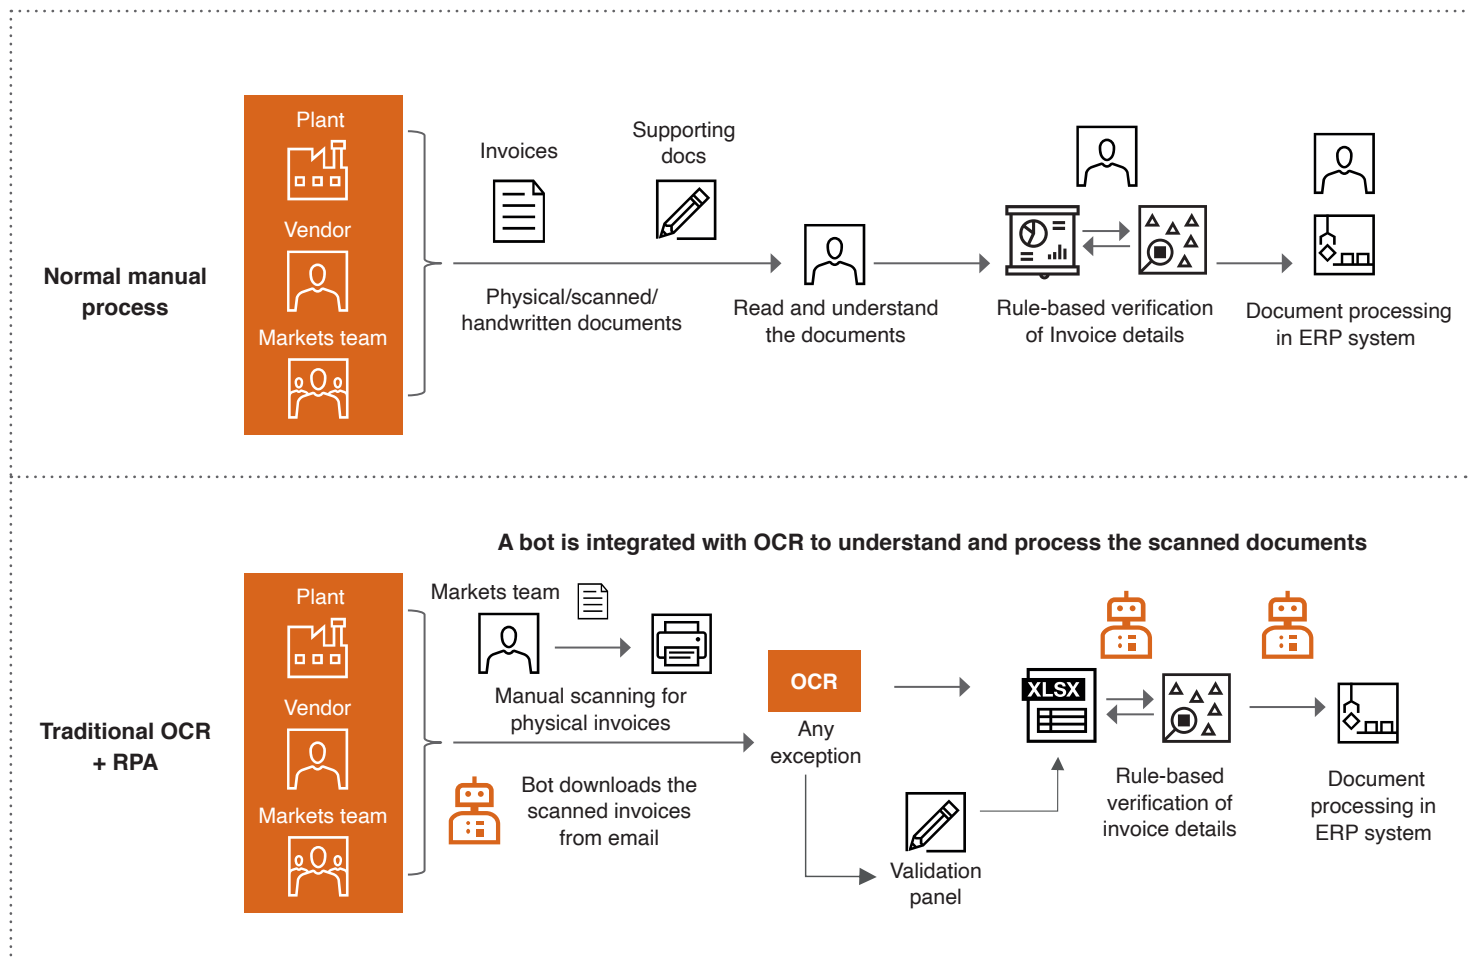 Normal manual
process
Plant
Vendor
Markets team
Invoices
Supporting
docs
Physical/scanned/
handwritten documents
Read and understand
the documents
Rule-based verification
of Invoice details
Document processing
in ERP system
A bot is integrated with OCR to understand and process the scanned documents
Traditional OCR
+ RPA
Plant
Vendor
Markets team
Markets team
Manual scanning for
physical invoices
Bot downloads the
scanned invoices
from email
OCR
Any
exception
Validation
panel
XLSX
Rule-based
verification of
invoice details
Document
processing in
ERP system